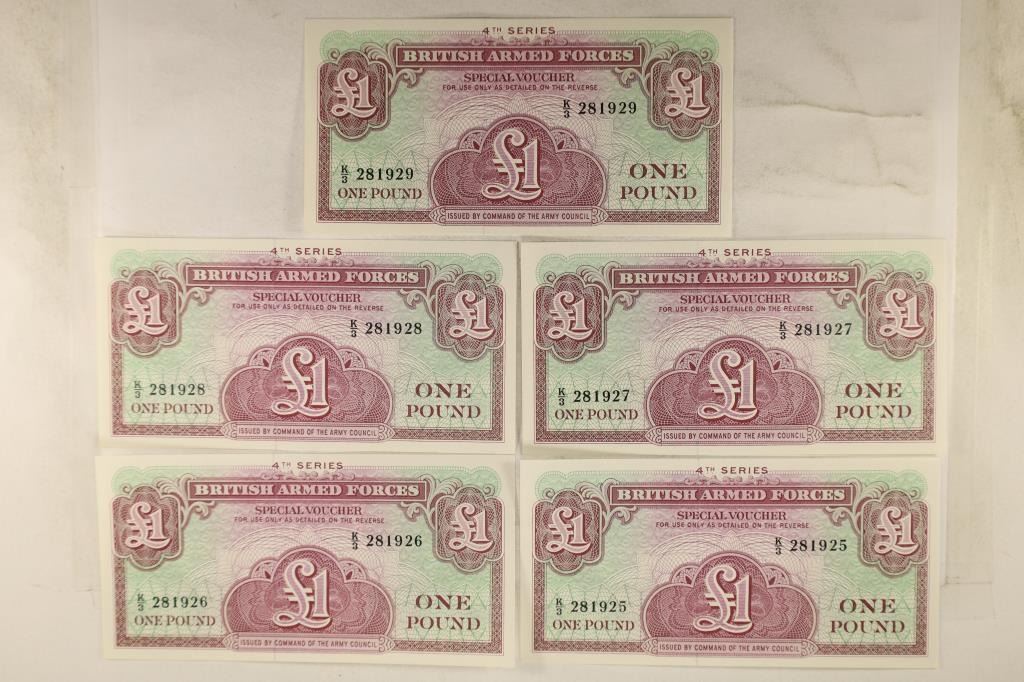 4TH SERIES
BRITISH ARMED FORCES
£1 £1
SPECIAL VOUCHER
FOR USE ONLY AS DETAILED ON THE REVERSE
K/3 281929
£1
K/3 281929
ONE POUND
ONE
POUND
ISSUED BY COMMAND OF THE ARMY COUNCIL
4TH SERIES
BRITISH ARMED FORCES
£1 £1
SPECIAL VOUCHER
FOR USE ONLY AS DETAILED ON THE REVERSE
K/3 281928
£1
K/3 281928
ONE POUND
ONE
POUND
ISSUED BY COMMAND OF THE ARMY COUNCIL
4TH SERIES
BRITISH ARMED FORCES
£1 £1
SPECIAL VOUCHER
FOR USE ONLY AS DETAILED ON THE REVERSE
K/3 281927
£1
K/3 281927
ONE POUND
ONE
POUND
ISSUED BY COMMAND OF THE ARMY COUNCIL
4TH SERIES
BRITISH ARMED FORCES
£1 £1
SPECIAL VOUCHER
FOR USE ONLY AS DETAILED ON THE REVERSE
K/3 281926
£1
K/3 281926
ONE POUND
ONE
POUND
ISSUED BY COMMAND OF THE ARMY COUNCIL
4TH SERIES
BRITISH ARMED FORCES
£1 £1
SPECIAL VOUCHER
FOR USE ONLY AS DETAILED ON THE REVERSE
K/3 281925
£1
K/3 281925
ONE POUND
ONE
POUND
ISSUED BY COMMAND OF THE ARMY COUNCIL